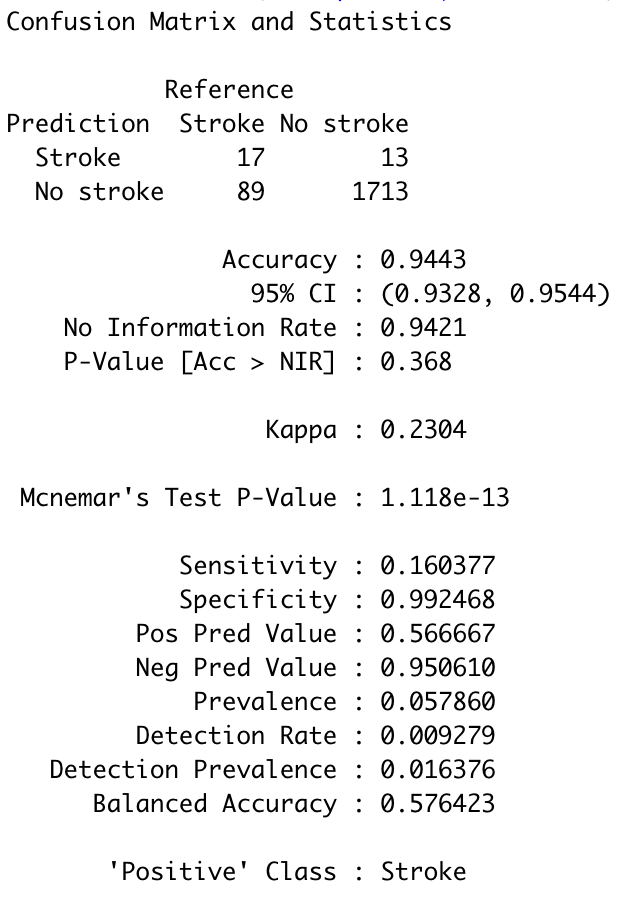 Confusion Matrix and Statistics
Reference
Prediction Stroke No stroke
Stroke 17 13
No stroke 89 1713
Accuracy : 0.9443
95% CI : (0.9328, 0.9544)
No Information Rate : 0.9421
P-Value [Acc > NIR] : 0.368
Kappa : 0.2304
Mcnemar's Test P-Value : 1.118e-13
Sensitivity : 0.160377
Specificity : 0.992468
Pos Pred Value : 0.566667
Neg Pred Value : 0.950610
Prevalence : 0.057860
Detection Rate : 0.009279
Detection Prevalence : 0.016376
Balanced Accuracy : 0.576423
'Positive' Class : Stroke